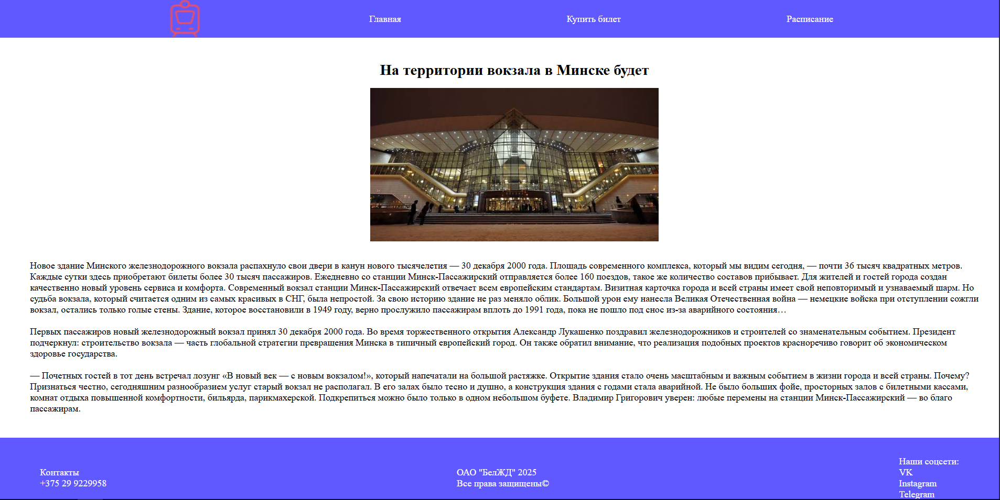 Главная
Купить билет
Расписание
На территории вокзала в Минске будет
ВОКЗАЛ
Новое здание Минского железнодорожного вокзала распахнуло свои двери в канун нового тысячелетия — 30 декабря 2000 года. Площадь современного комплекса, который мы видим сегодня, — почти 36 тысяч квадратных метров.
Каждые сутки здесь приобретают билеты более 30 тысяч пассажиров. Ежедневно со станции Минск-Пассажирский отправляется более 160 поездов, такое же количество составов прибывает. Для жителей и гостей города создан
качественно новый уровень сервиса и комфорта. Современный вокзал станции Минск-Пассажирский отвечает всем европейским стандартам. Визитная карточка города и всей страны имеет свой неповторимый и узнаваемый шарм. Но
судьба вокзала, который считается одним из самых красивых в СНГ, была непростой. За свою историю здание не раз меняло облик. Большой урон ему нанесла Великая Отечественная война — немецкие войска при отступлении сожгли
вокзал, остались только голые стены. Здание, которое восстановили в 1949 году, верно прослужило пассажирам вплоть до 1991 года, пока не пошло под снос из-за аварийного состояния…
Первых пассажиров новый железнодорожный вокзал принял 30 декабря 2000 года. Во время торжественного открытия Александр Лукашенко поздравил железнодорожников и строителей со знаменательным событием. Президент
подчеркнул: строительство вокзала — часть глобальной стратегии превращения Минска в типичный европейский город. Он также обратил внимание, что реализация подобных проектов красноречиво говорит об экономическом
здоровье государства.
— Почетных гостей в тот день встречал лозунг «В новый век — с новым вокзалом!», который напечатали на большой растяжке. Открытие здания стало очень масштабным и важным событием в жизни города и всей страны. Почему?
Признаться честно, сегодняшним разнообразием услуг старый вокзал не располагал. В его залах было тесно и душно, а конструкция здания с годами стала аварийной. Не было больших фойе, просторных залов с билетными кассами,
комнат отдыха повышенной комфортности, бильярда, парикмахерской. Подкрепиться можно было только в одном небольшом буфете. Владимир Григорович уверен: любые перемены на станции Минск-Пассажирский — во благо
пассажирам.
Контакты
+375 29 9229958
ОАО "БелЖД" 2025
Все права защищены©
Наши соцсети:
VK
Instagram
Telegram